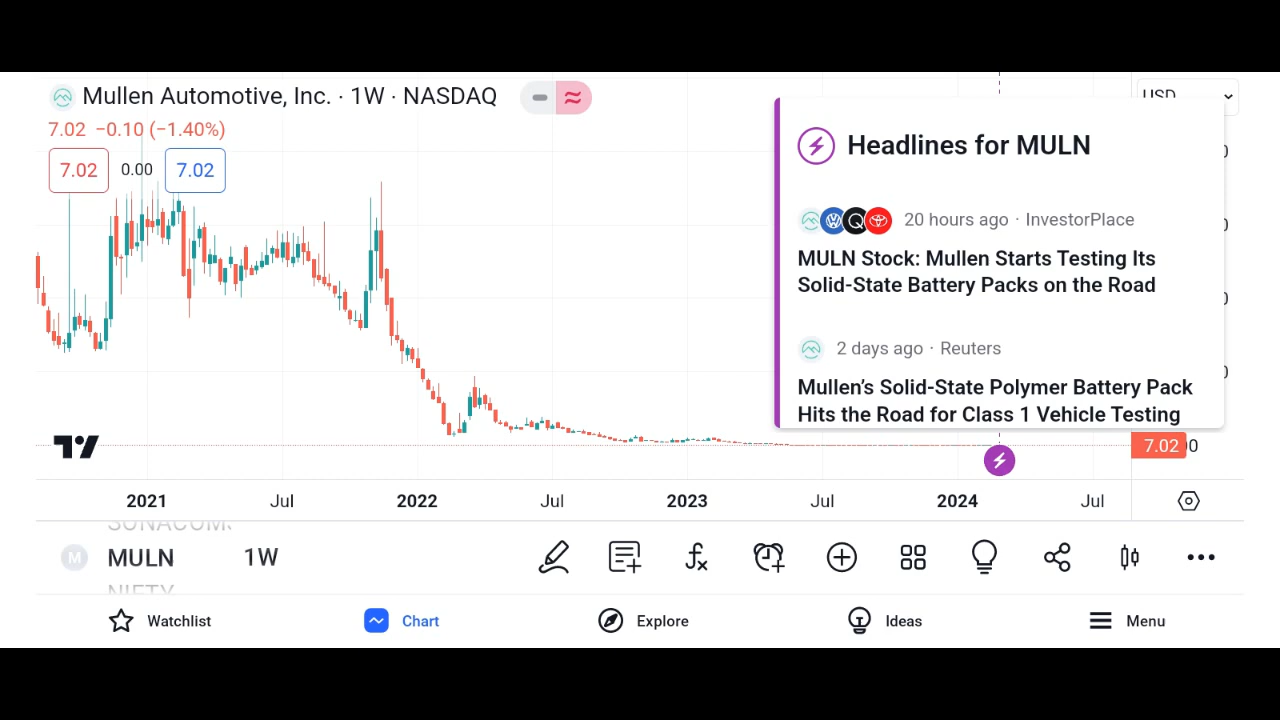 Mullen Automotive, Inc. · 1W · NASDAQ
7.02 −0.10 (−1.40%)
7.02 0.00 7.02
USD
Headlines for MULN
20 hours ago · InvestorPlace
MULN Stock: Mullen Starts Testing Its
Solid-State Battery Packs on the Road
2 days ago · Reuters
Mullen's Solid-State Polymer Battery Pack
Hits the Road for Class 1 Vehicle Testing
7.02
2021 Jul 2022 Jul 2023 Jul 2024 Jul
M MULN 1W
NIFTY
Watchlist Chart Explore Ideas Menu